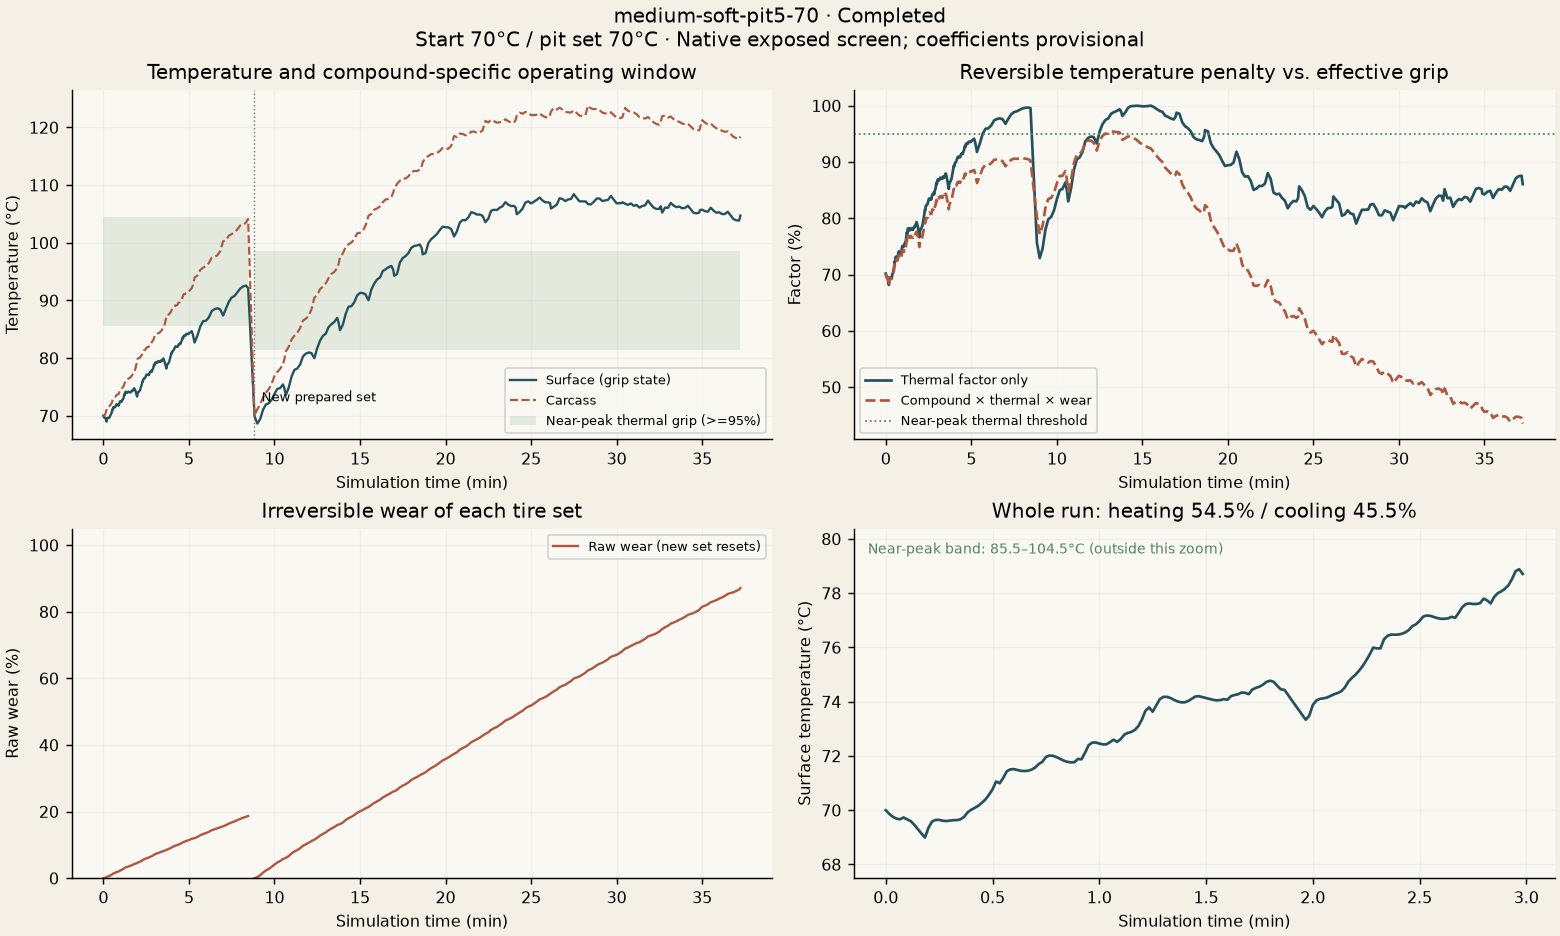 medium-soft-pit5-70 · Completed
Start 70°C / pit set 70°C · Native exposed screen; coefficients provisional
Temperature and compound-specific operating window
Temperature (°C)
120
110
100
90
80
70
New prepared set
Surface (grip state)
Carcass
Near-peak thermal grip (>=95%)
0
5
10
15
20
25
30
35
Simulation time (min)
Reversible temperature penalty vs. effective grip
Factor (%)
100
90
80
70
60
50
Thermal factor only
Compound × thermal × wear
Near-peak thermal threshold
0
5
10
15
20
25
30
35
Simulation time (min)
Irreversible wear of each tire set
Raw wear (%)
100
80
60
40
20
0
Raw wear (new set resets)
0
5
10
15
20
25
30
35
Simulation time (min)
Whole run: heating 54.5% / cooling 45.5%
Surface temperature (°C)
80
78
76
74
72
70
68
Near-peak band: 85.5–104.5°C (outside this zoom)
0.0
0.5
1.0
1.5
2.0
2.5
3.0
Simulation time (min)